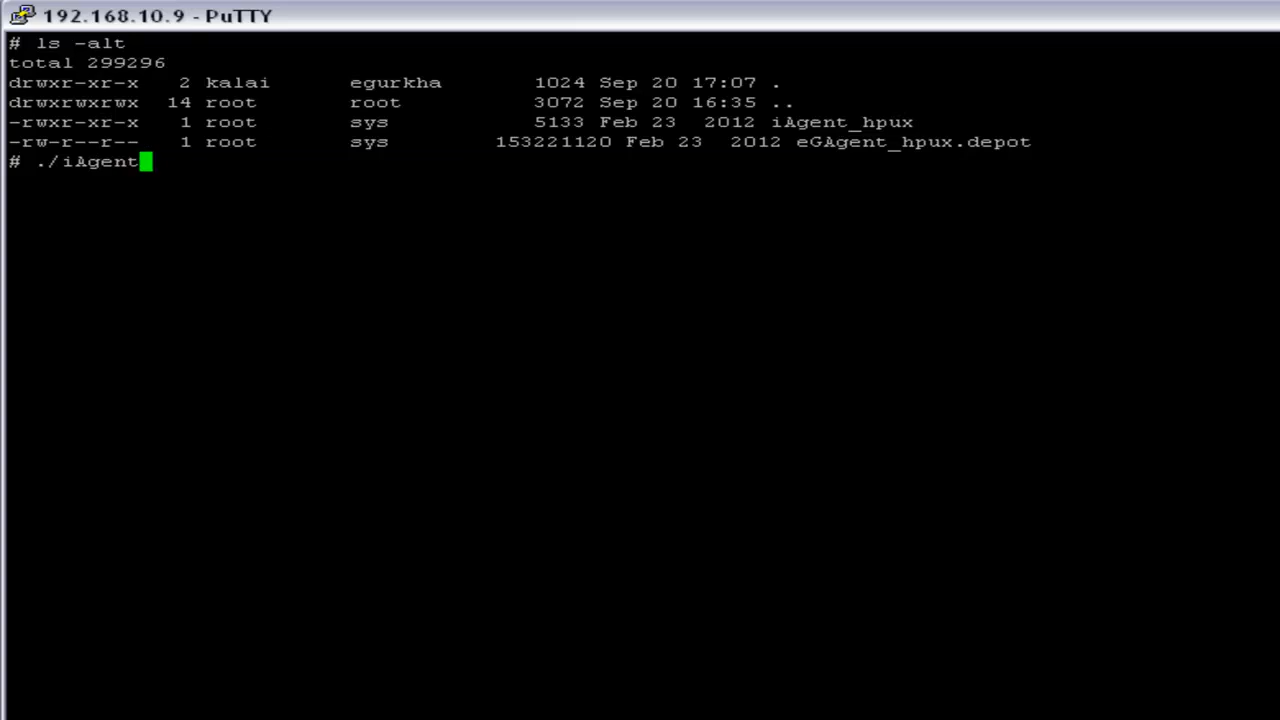 192.168.10.9 - PuTTY
# ls -alt
total 299296
drwxr-xr-x 2 kalai egurkha 1024 Sep 20 17:07 .
drwxrwxrwx 14 root root 3072 Sep 20 16:35 ..
-rwxr-xr-x 1 root sys 5133 Feb 23 2012 iAgent_hpux
-rw-r--r-- 1 root sys 153221120 Feb 23 2012 eGAgent_hpux.depot
# ./iAgent